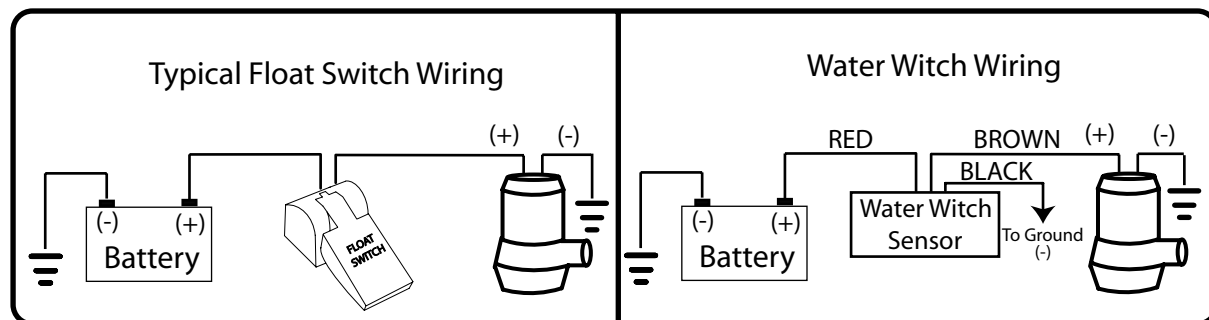 Typical Float Switch Wiring
(+) (-)
(-) (+)
Battery
FLOAT
SWITCH
Water Witch Wiring
RED BROWN (+) (-)
BLACK
(-) (+)
Battery
Water Witch
Sensor
To Ground
(-)